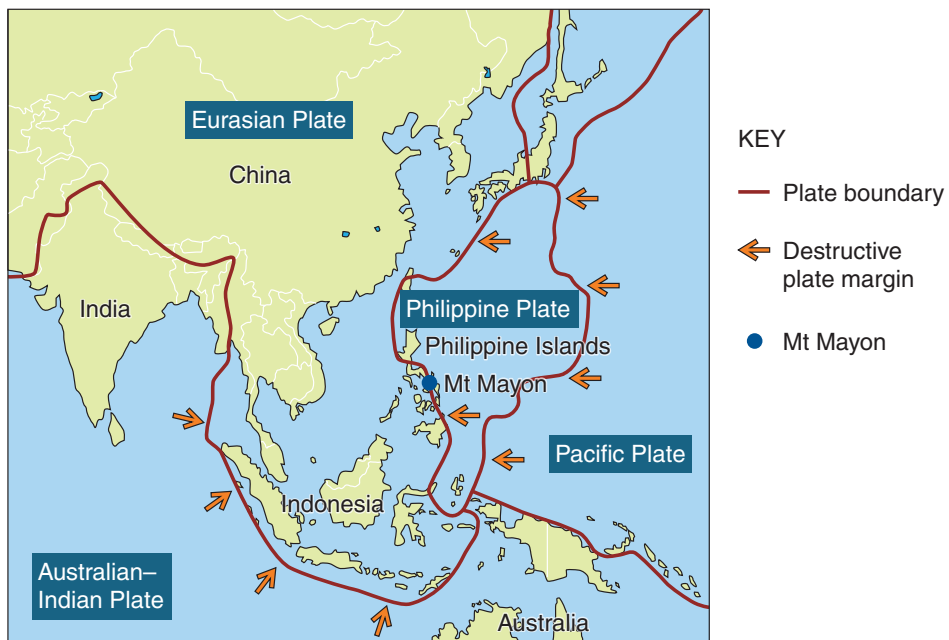 Eurasian Plate
China
India
Philippine Plate
Philippine Islands
Mt Mayon
Pacific Plate
Indonesia
Australian–
Indian Plate
Australia
KEY
Plate boundary
Destructive
plate margin
Mt Mayon